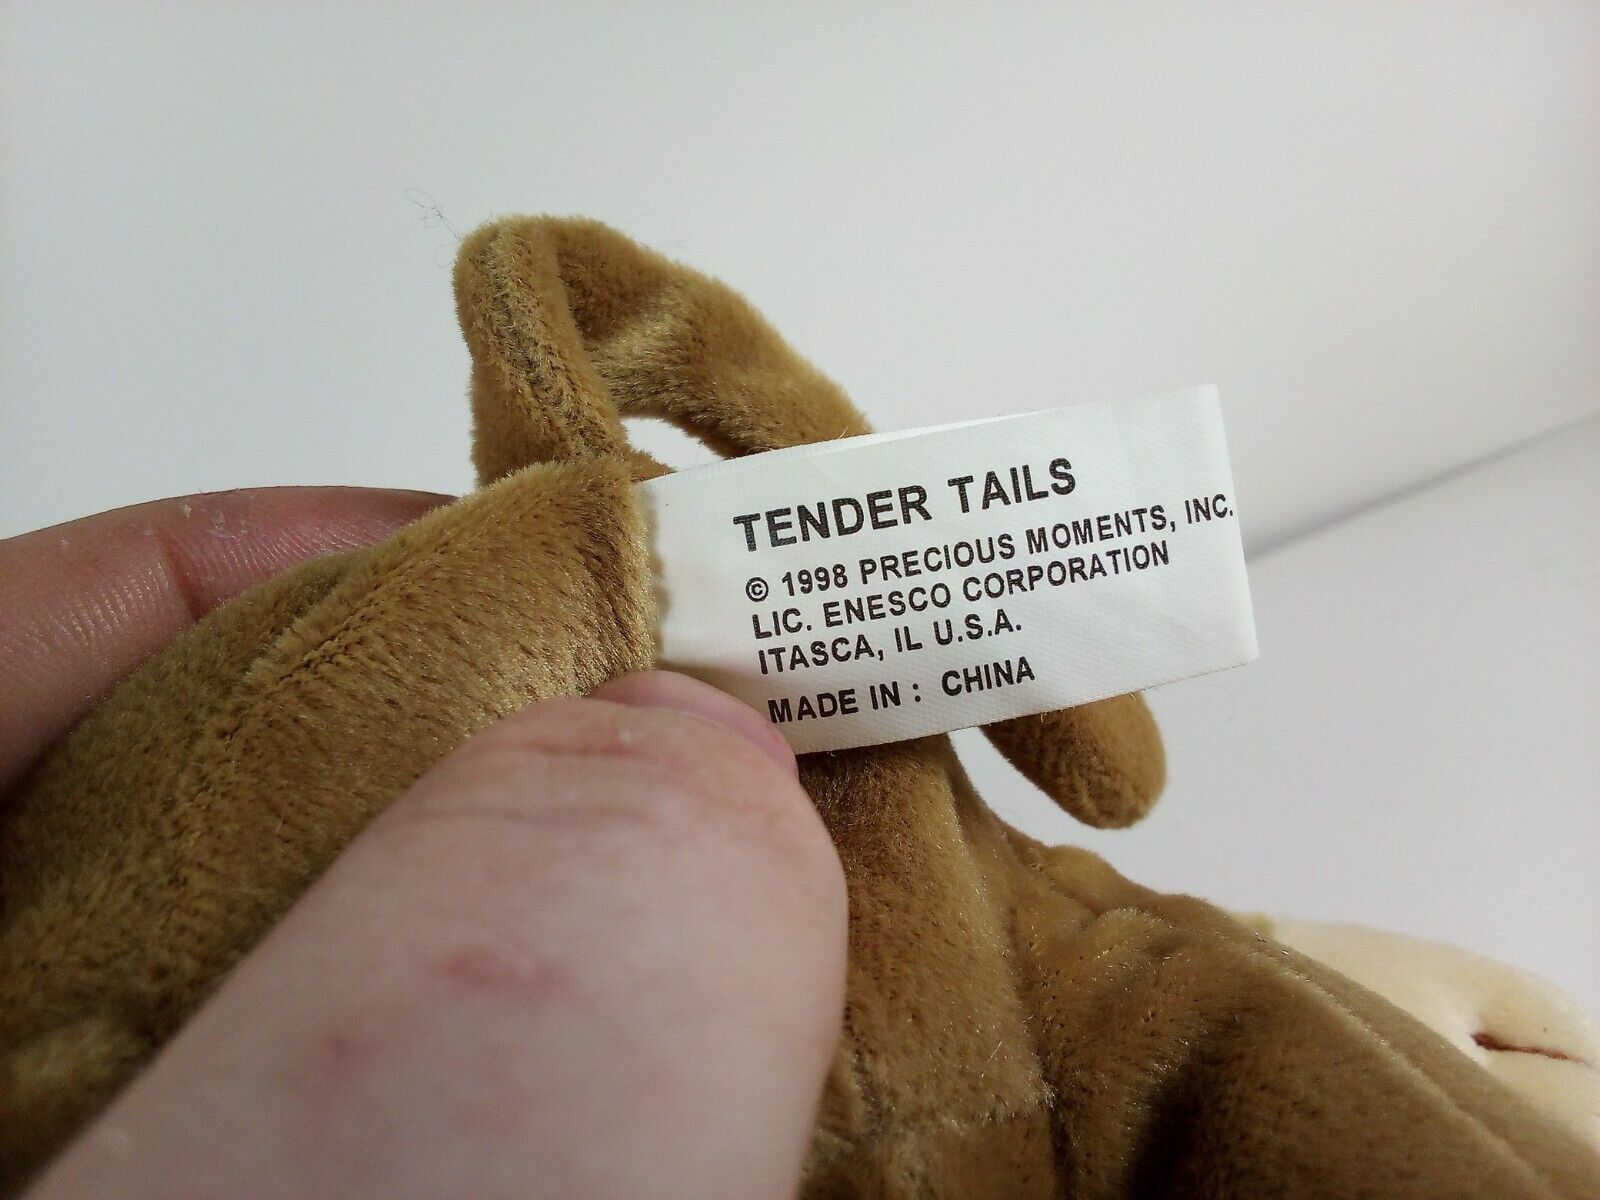 TENDER TAILS
© 1998 PRECIOUS MOMENTS, INC.
LIC. ENESCO CORPORATION
ITASCA, IL U.S.A.
MADE IN : CHINA